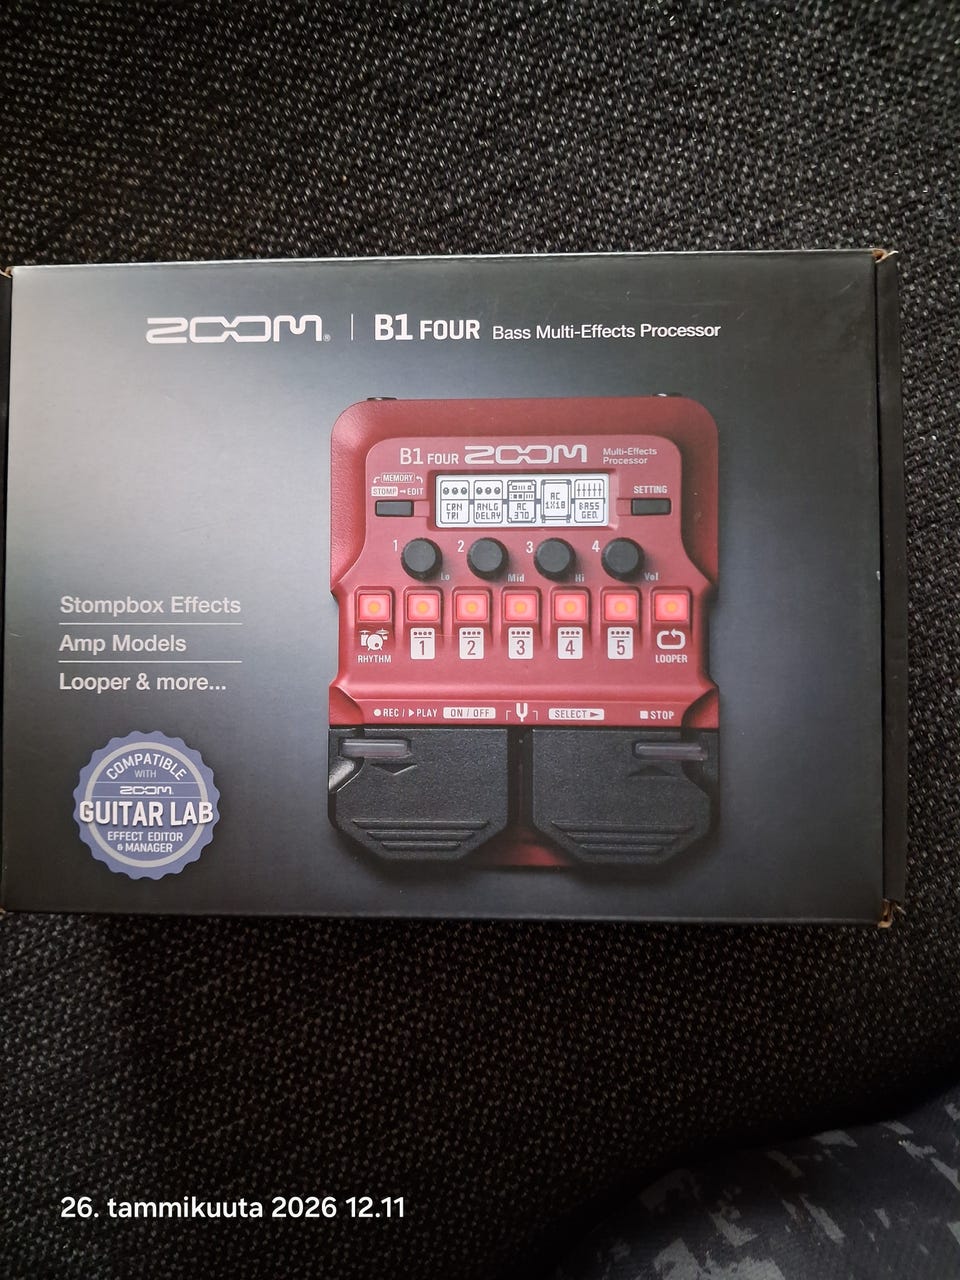 ZOOM® | B1 FOUR Bass Multi-Effects Processor
B1 FOUR ZOOM Multi-Effects Processor
MEMORY
STOMP EDIT
SETTING
CRN TRI
ANLG DELAY
AC 370
AC 1X18
BASS GEQ
1 2 3 4
Lo Mid Hi Vol
RHYTHM
1 2 3 4 5
LOOPER
REC / PLAY ON / OFF SELECT STOP
Stompbox Effects
Amp Models
Looper & more...
COMPATIBLE
WITH
ZOOM
GUITAR LAB
EFFECT EDITOR
& MANAGER
26. tammikuuta 2026 12.11